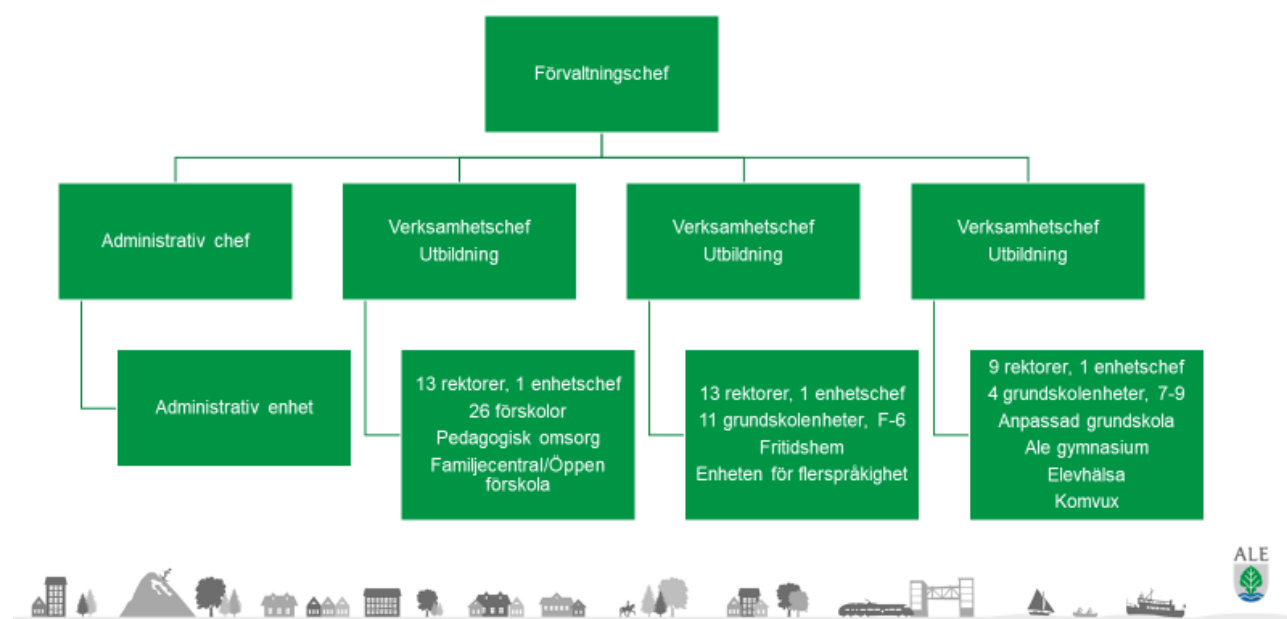 Förvaltningschef
Administrativ chef
Verksamhetschef
Utbildning
Verksamhetschef
Utbildning
Verksamhetschef
Utbildning
Administrativ enhet
13 rektorer, 1 enhetschef
26 förskolor
Pedagogisk omsorg
Familjecentral/Öppen
förskola
13 rektorer, 1 enhetschef
11 grundskolenheter, F-6
Fritidshem
Enheten för flerspråkighet
9 rektorer, 1 enhetschef
4 grundskolenheter, 7-9
Anpassad grundskola
Ale gymnasium
Elevhälsa
Komvux
ALE